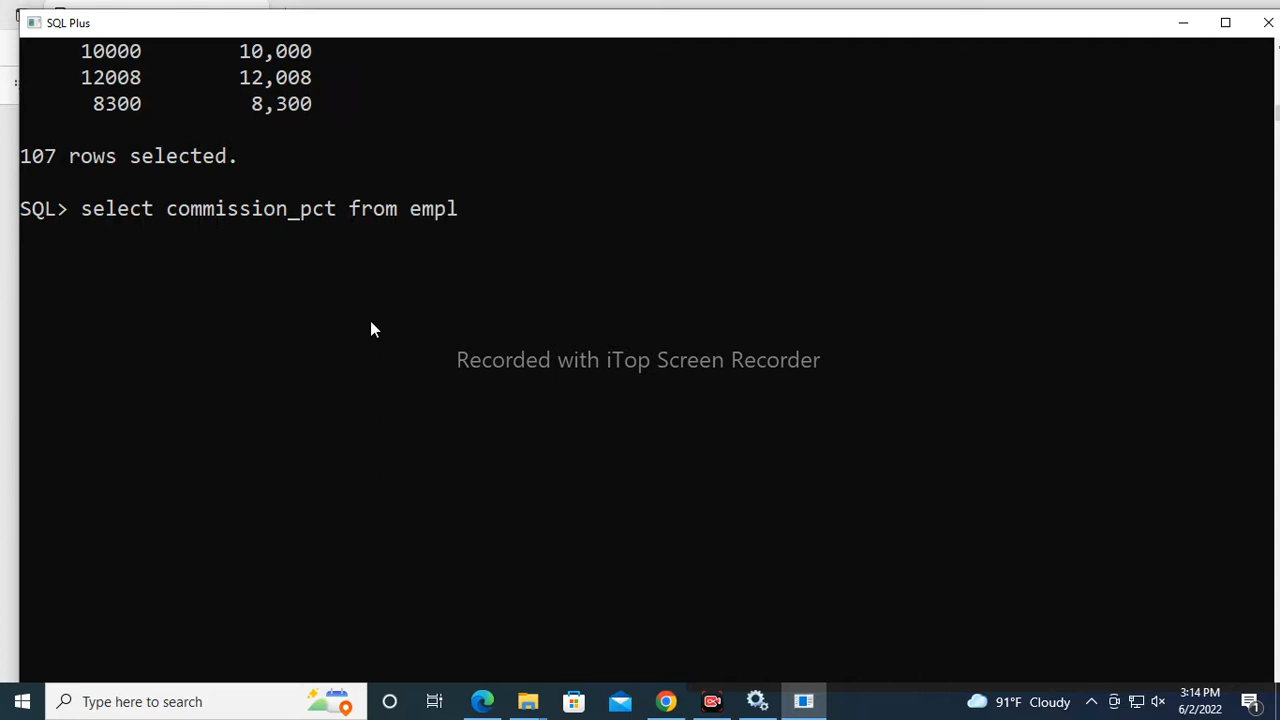 SQL Plus
10000 10,000
12008 12,008
8300 8,300
107 rows selected.
SQL> select commission_pct from empl
Recorded with iTop Screen Recorder
Type here to search
91°F Cloudy
3:14 PM
6/2/2022
1